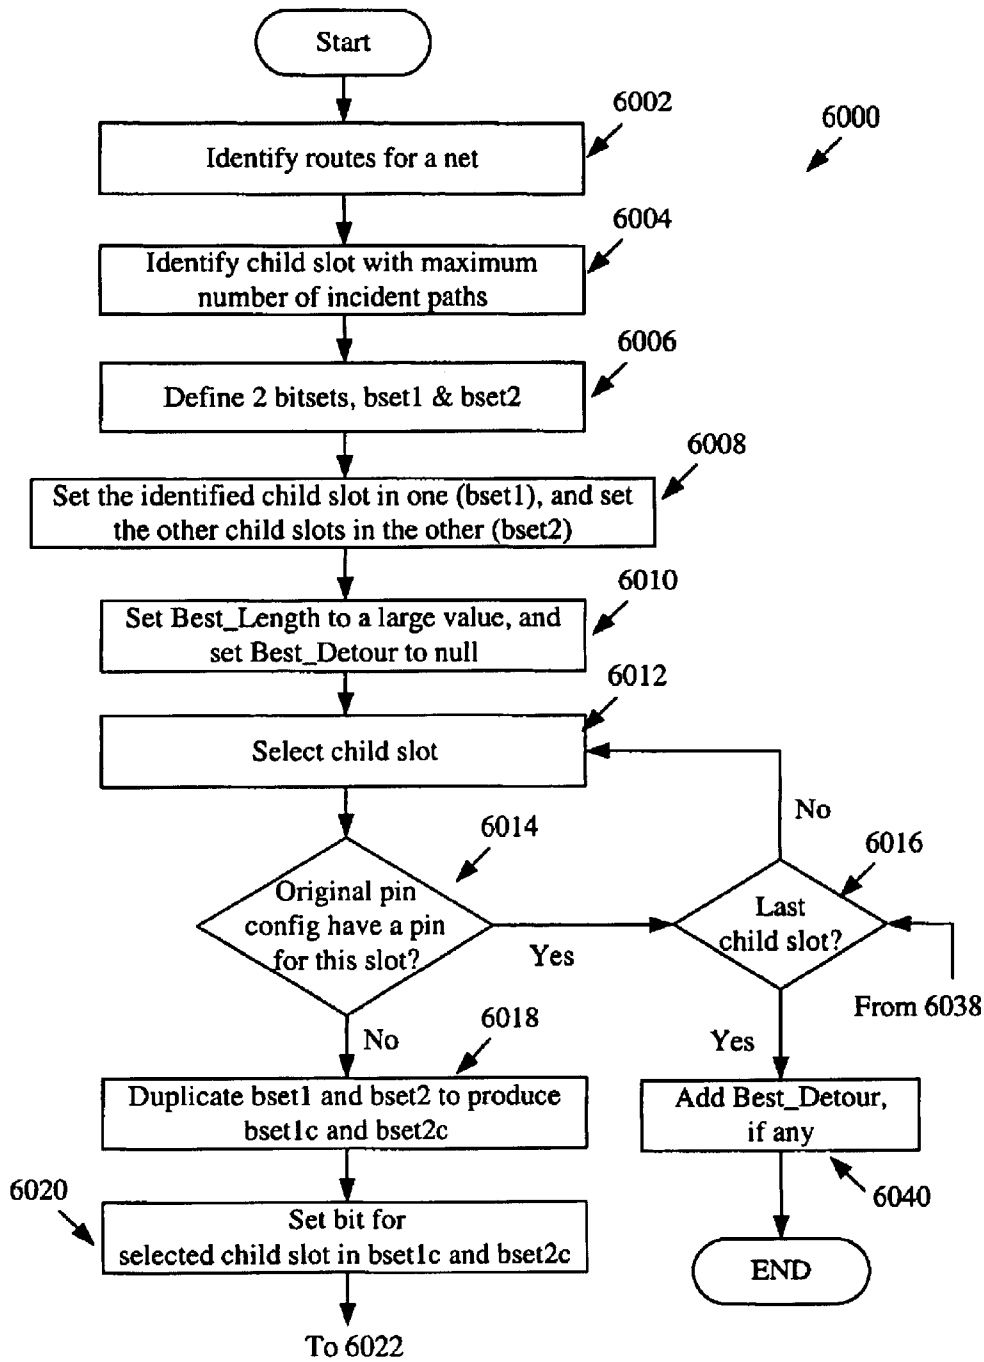 Start
6002
6000
Identify routes for a net
6004
Identify child slot with maximum
number of incident paths
6006
Define 2 bitsets, bset1 & bset2
6008
Set the identified child slot in one (bset1), and set
the other child slots in the other (bset2)
6010
Set Best_Length to a large value, and
set Best_Detour to null
6012
Select child slot
No
6014
6016
Original pin
config have a pin
for this slot?
Yes
Last
child slot?
From 6038
No
6018
Yes
Duplicate bset1 and bset2 to produce
bset1c and bset2c
Add Best_Detour,
if any
6020
6040
Set bit for
selected child slot in bset1c and bset2c
END
To 6022